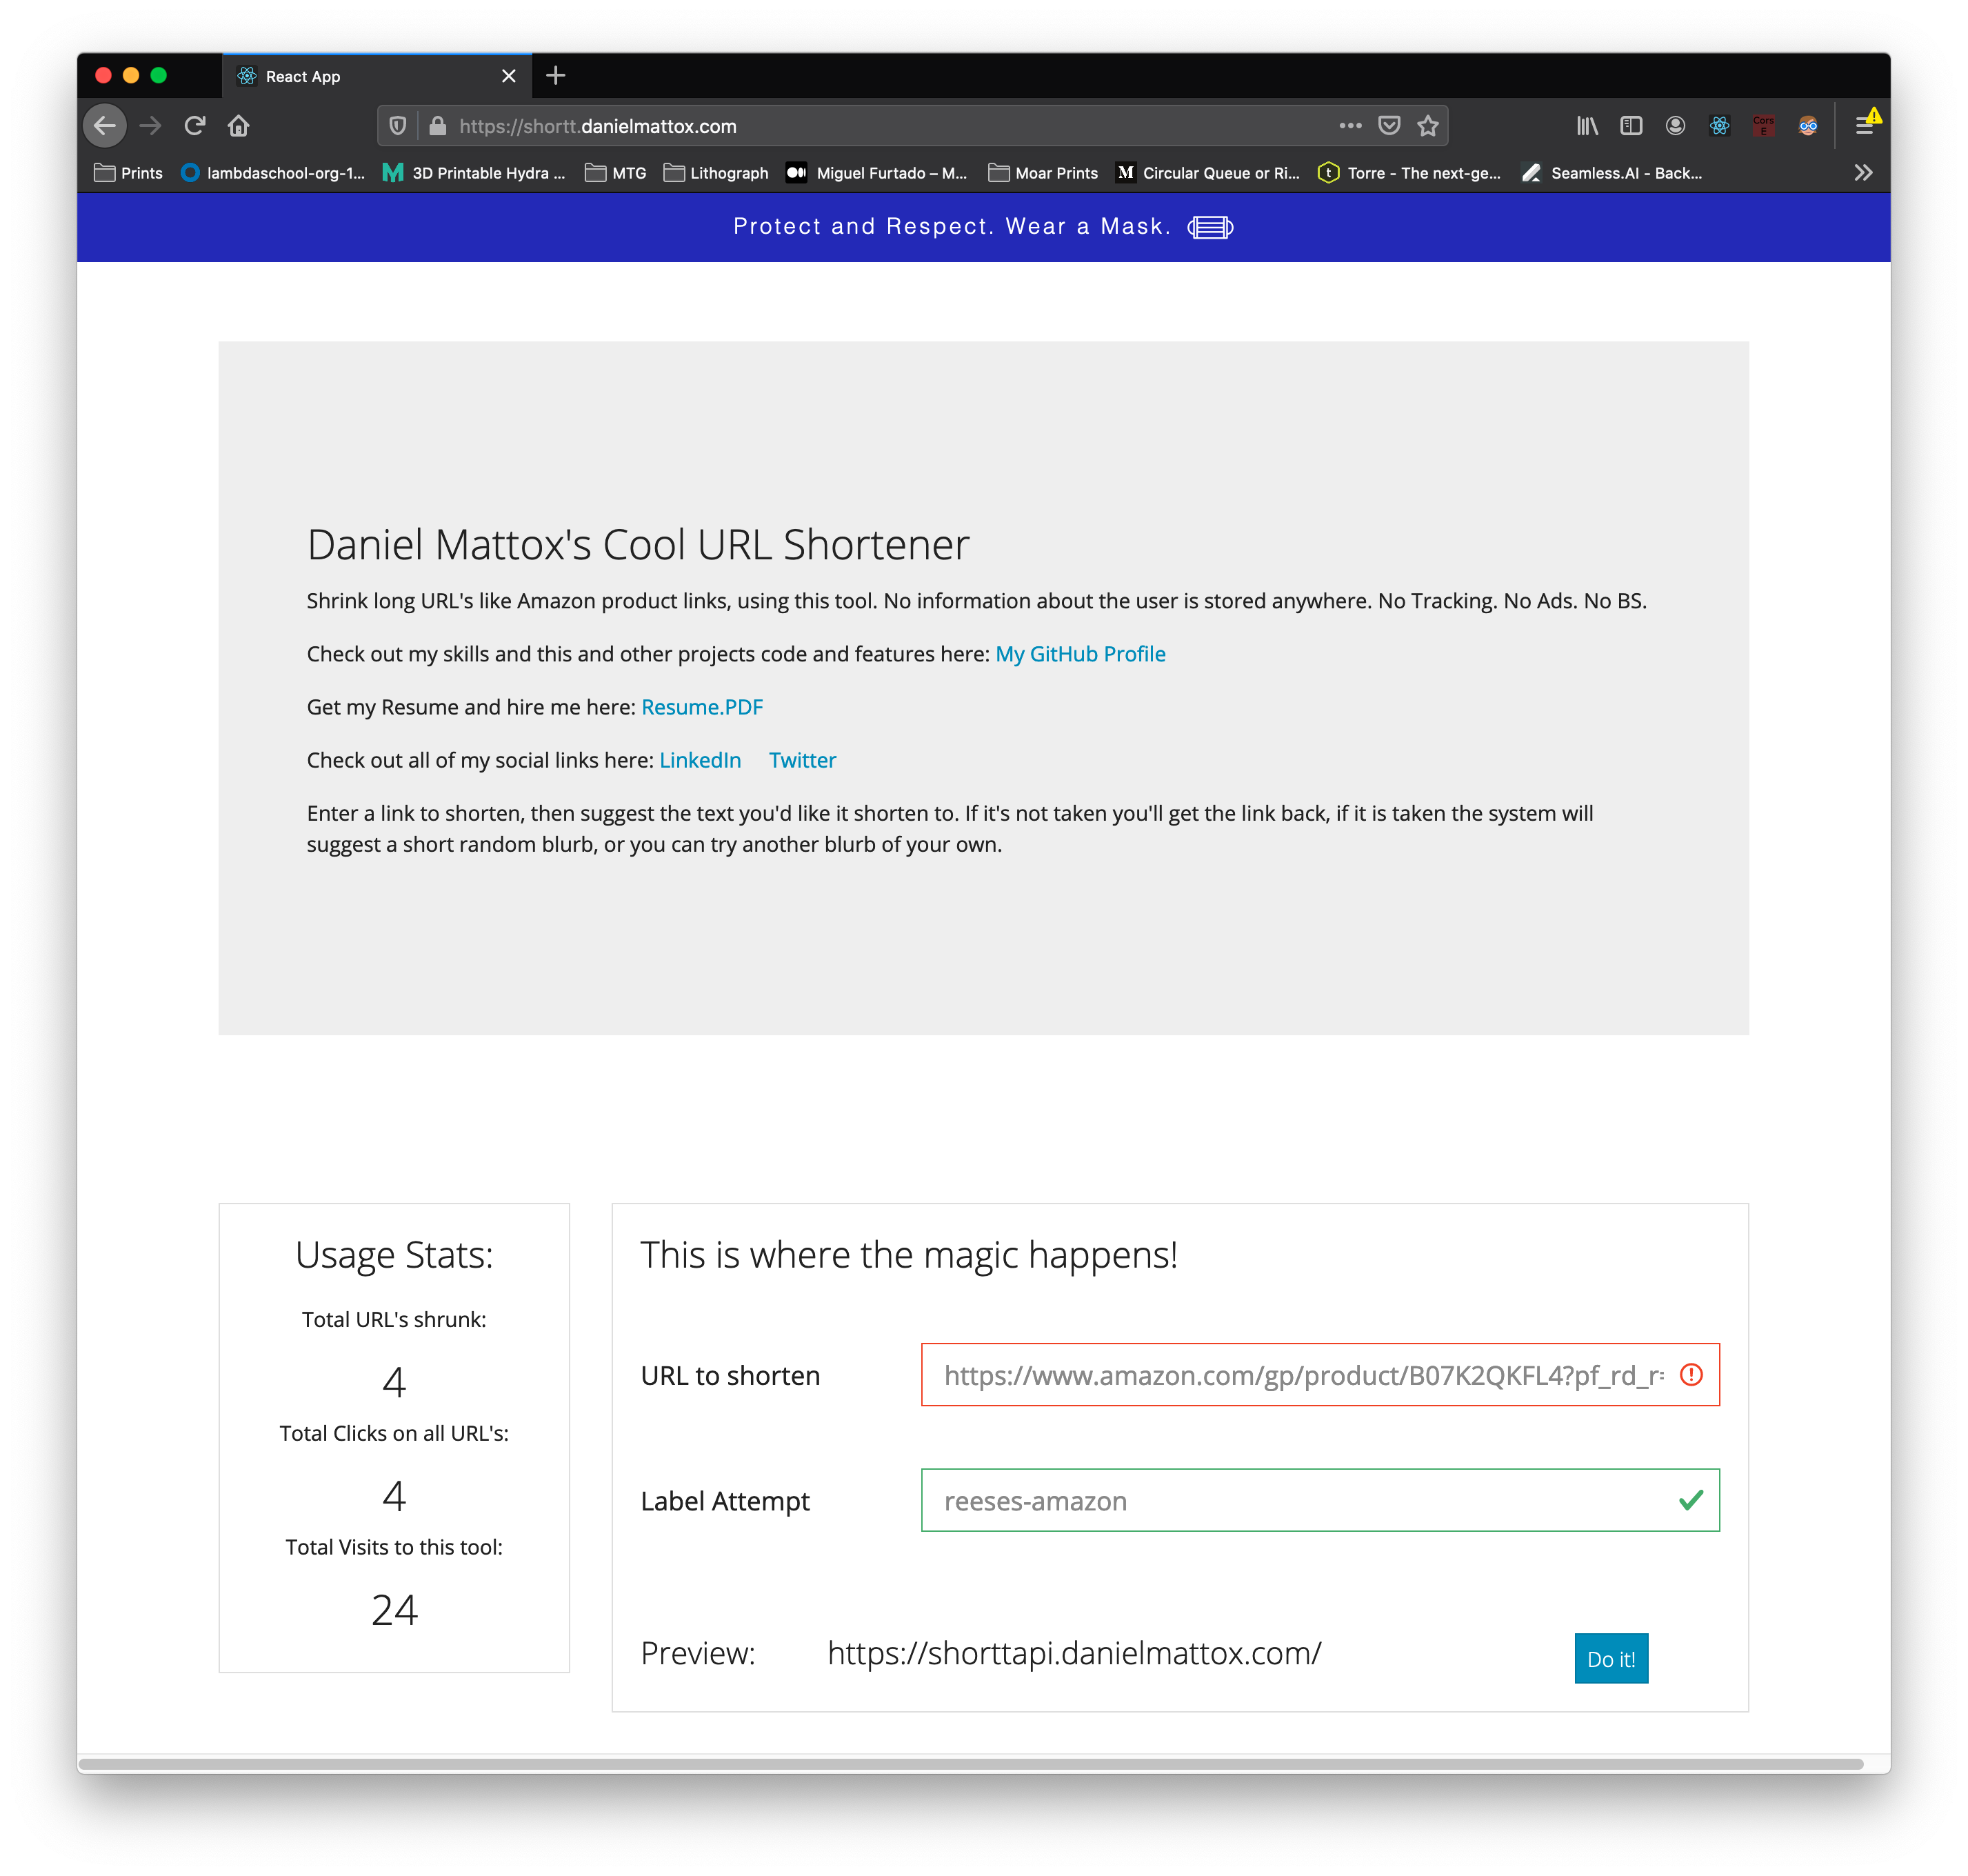 React App
https://shortt.danielmattox.com
Cors
E
Prints
lambdaschool-org-1...
3D Printable Hydra ...
MTG
Lithograph
Miguel Furtado – M...
Moar Prints
Circular Queue or Ri...
Torre - The next-ge...
Seamless.AI - Back...
Protect and Respect. Wear a Mask.
Daniel Mattox's Cool URL Shortener
Shrink long URL's like Amazon product links, using this tool. No information about the user is stored anywhere. No Tracking. No Ads. No BS.
Check out my skills and this and other projects code and features here: My GitHub Profile
Get my Resume and hire me here: Resume.PDF
Check out all of my social links here: LinkedIn Twitter
Enter a link to shorten, then suggest the text you'd like it shorten to. If it's not taken you'll get the link back, if it is taken the system will
suggest a short random blurb, or you can try another blurb of your own.
Usage Stats:
Total URL's shrunk:
4
Total Clicks on all URL's:
4
Total Visits to this tool:
24
This is where the magic happens!
URL to shorten
https://www.amazon.com/gp/product/B07K2QKFL4?pf_rd_r=
Label Attempt
reeses-amazon
Preview: https://shorttapi.danielmattox.com/
Do it!